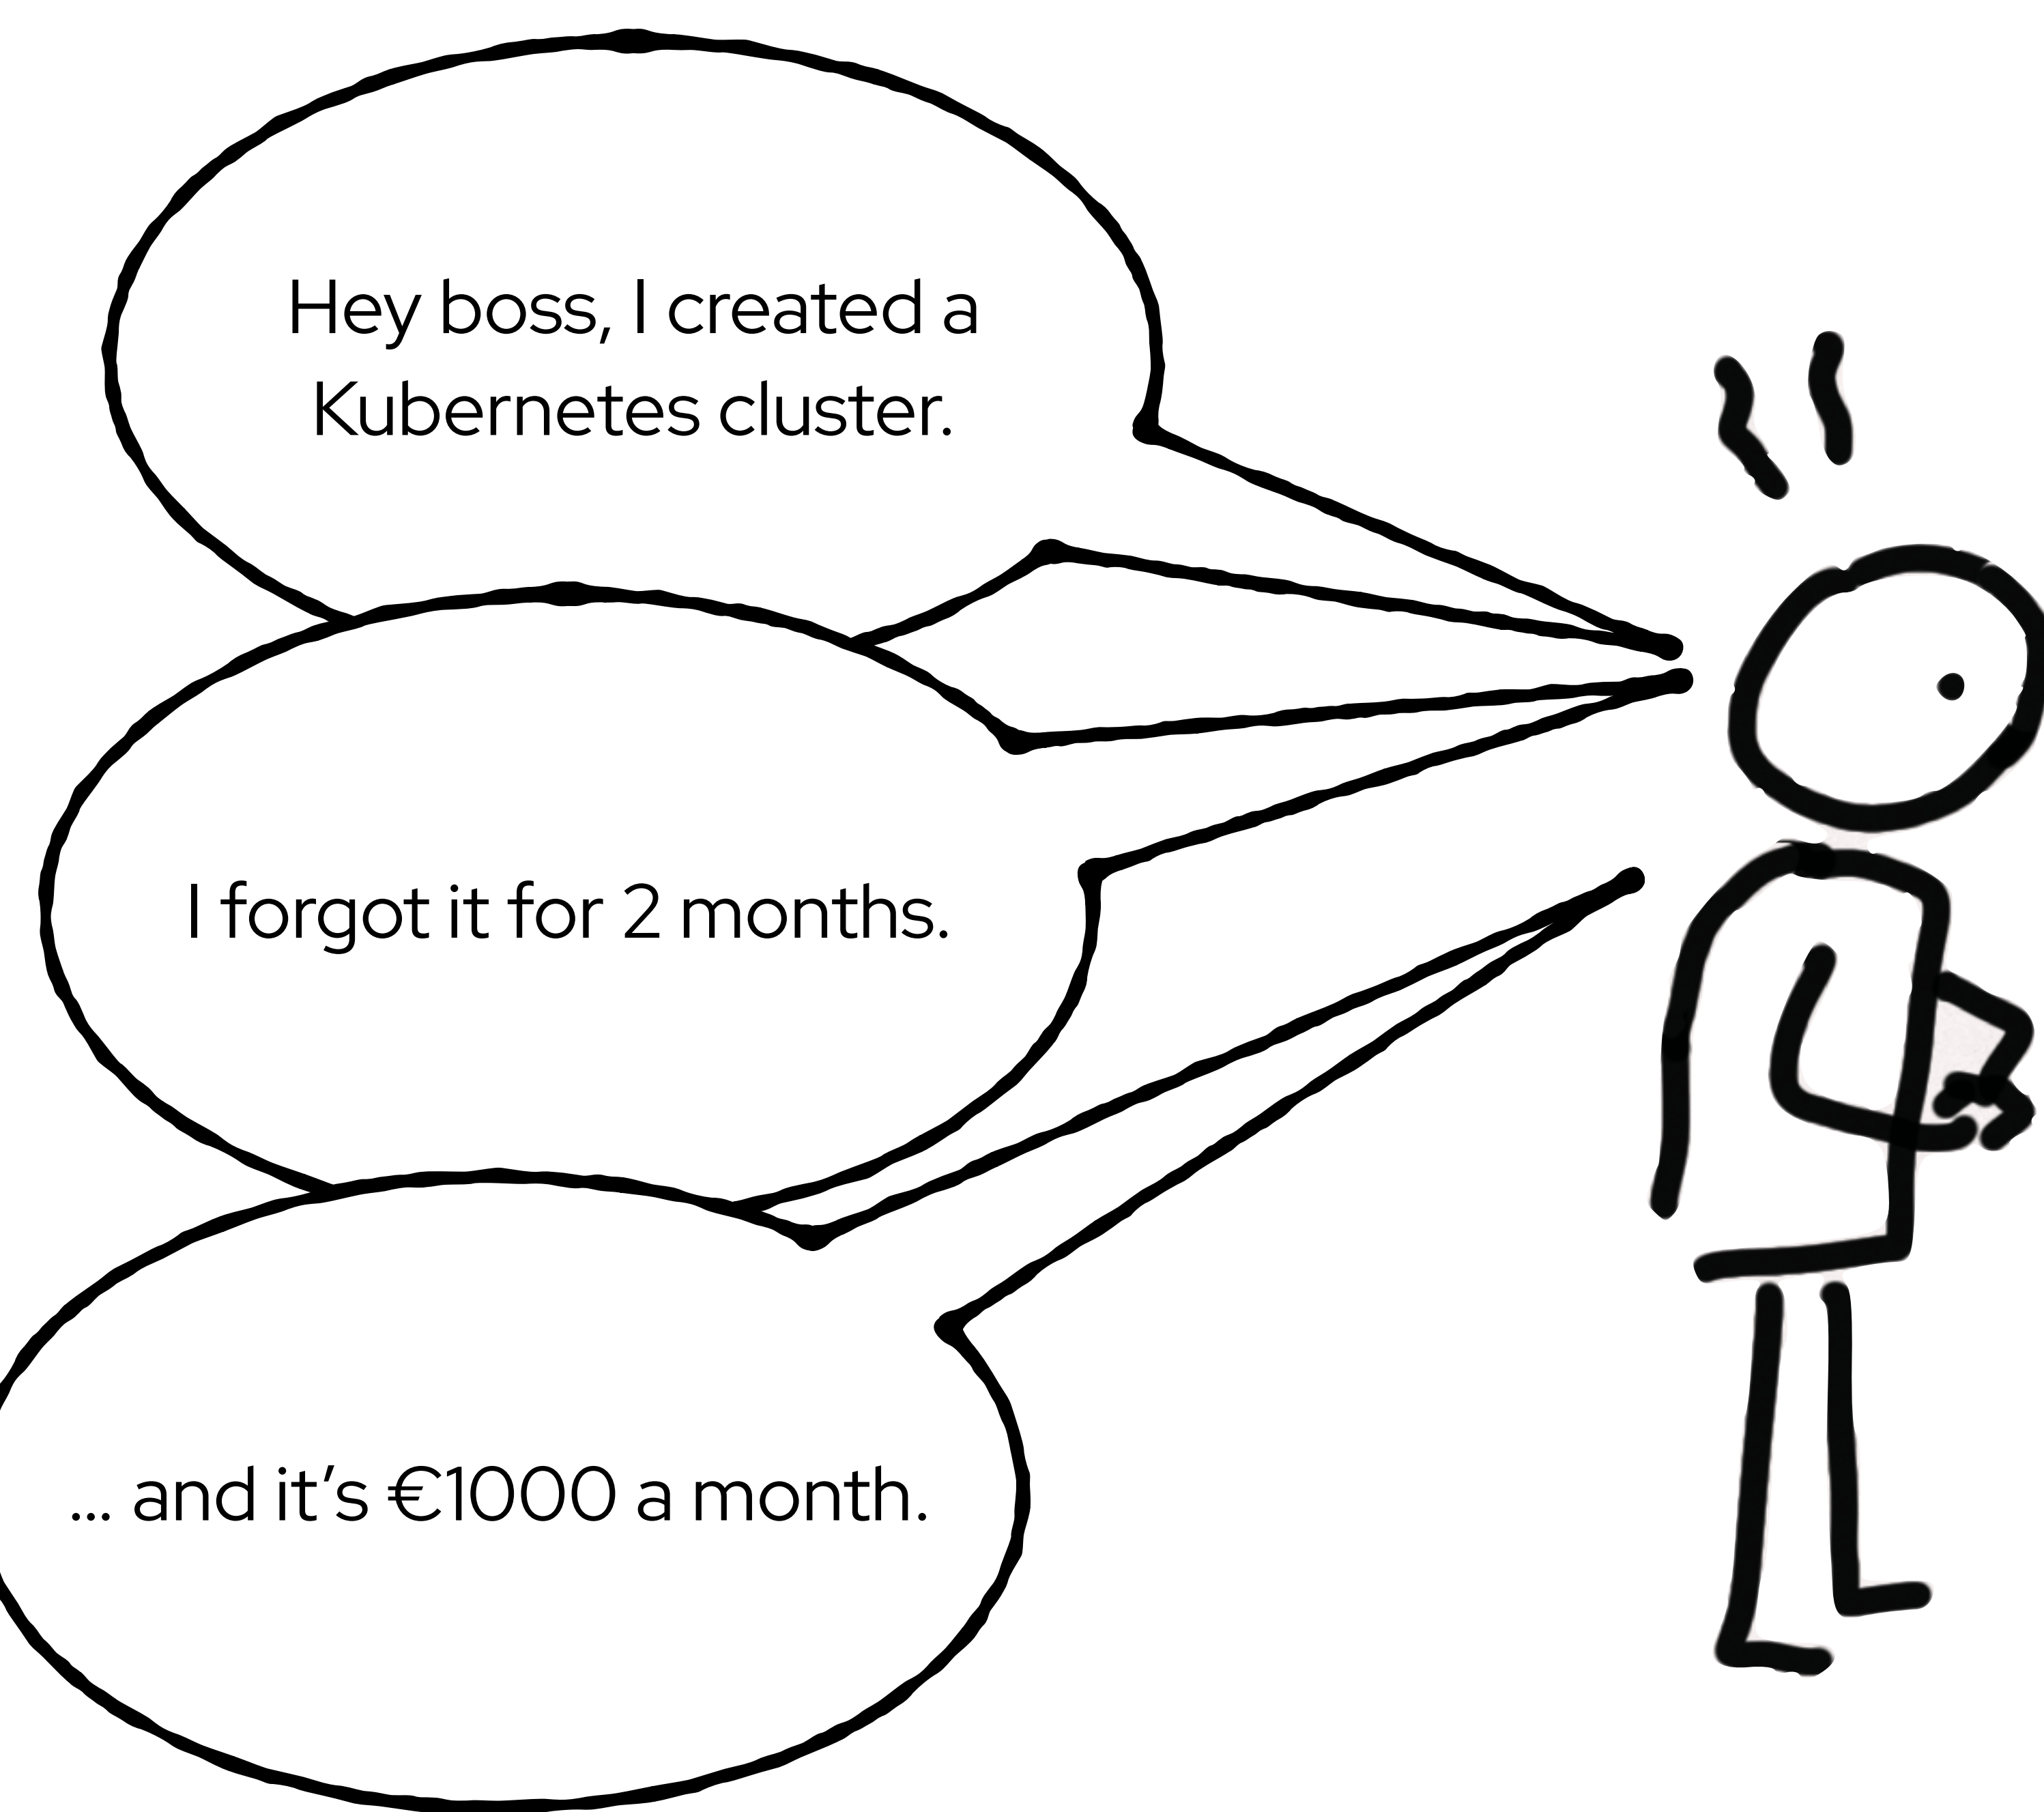 Hey boss, I created a
Kubernetes cluster.
I forgot it for 2 months.
... and it's €1000 a month.